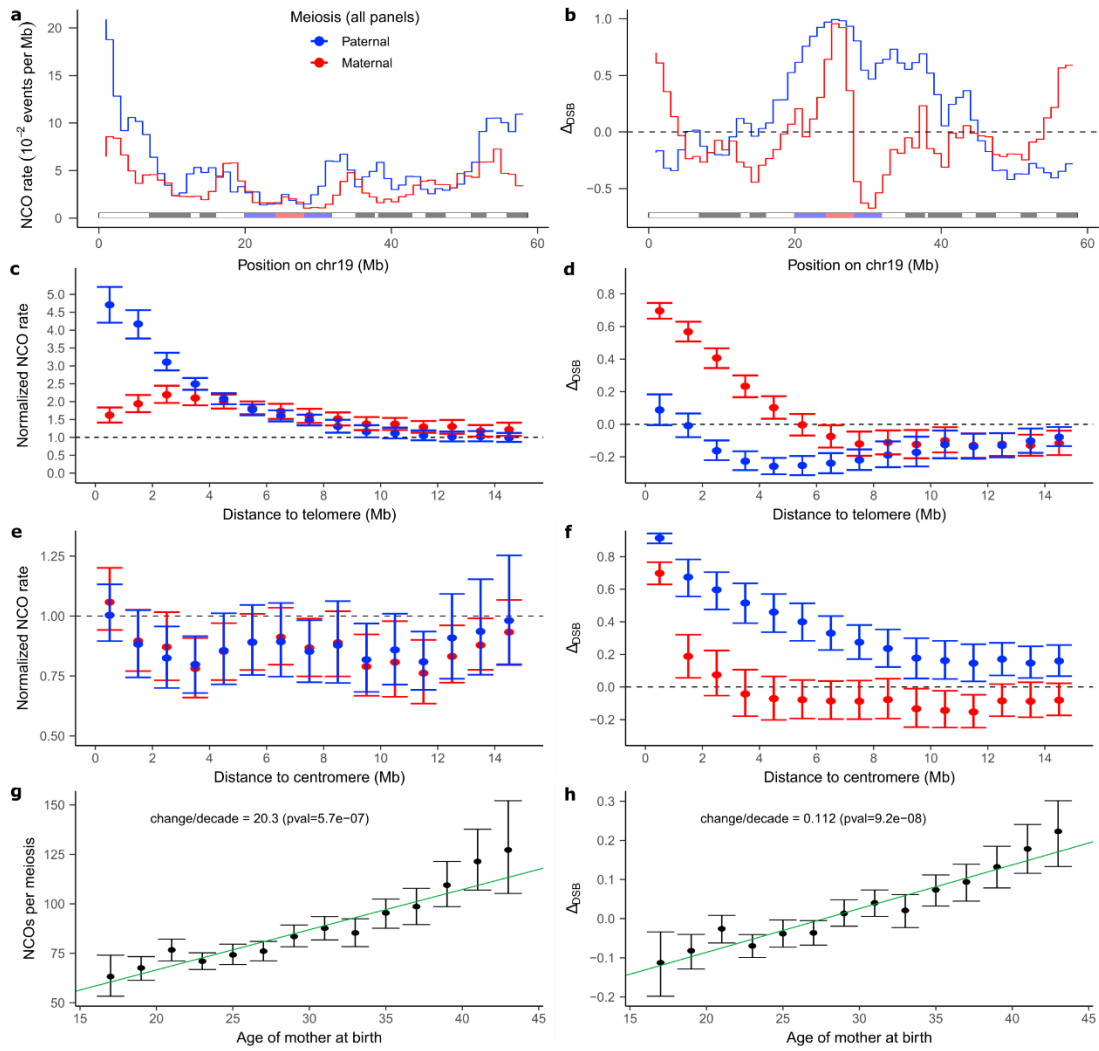 a
NCO rate (10⁻² events per Mb)
20
15
10
5
0
Meiosis (all panels)
Paternal
Maternal
0 20 40 60
Position on chr19 (Mb)
b
Δ_DSB
1.0
0.5
0.0
−0.5
0 20 40 60
Position on chr19 (Mb)
c
Normalized NCO rate
5.0
4.5
4.0
3.5
3.0
2.5
2.0
1.5
1.0
0.5
0.0
0 2 4 6 8 10 12 14
Distance to telomere (Mb)
d
Δ_DSB
0.8
0.6
0.4
0.2
0.0
−0.2
0 2 4 6 8 10 12 14
Distance to telomere (Mb)
e
Normalized NCO rate
1.25
1.00
0.75
0.50
0 2 4 6 8 10 12 14
Distance to centromere (Mb)
f
Δ_DSB
0.8
0.6
0.4
0.2
0.0
−0.2
0 2 4 6 8 10 12 14
Distance to centromere (Mb)
g
NCOs per meiosis
150
125
100
75
50
change/decade = 20.3 (pval=5.7e−07)
15 20 25 30 35 40 45
Age of mother at birth
h
Δ_DSB
0.3
0.2
0.1
0.0
−0.1
−0.2
change/decade = 0.112 (pval=9.2e−08)
15 20 25 30 35 40 45
Age of mother at birth